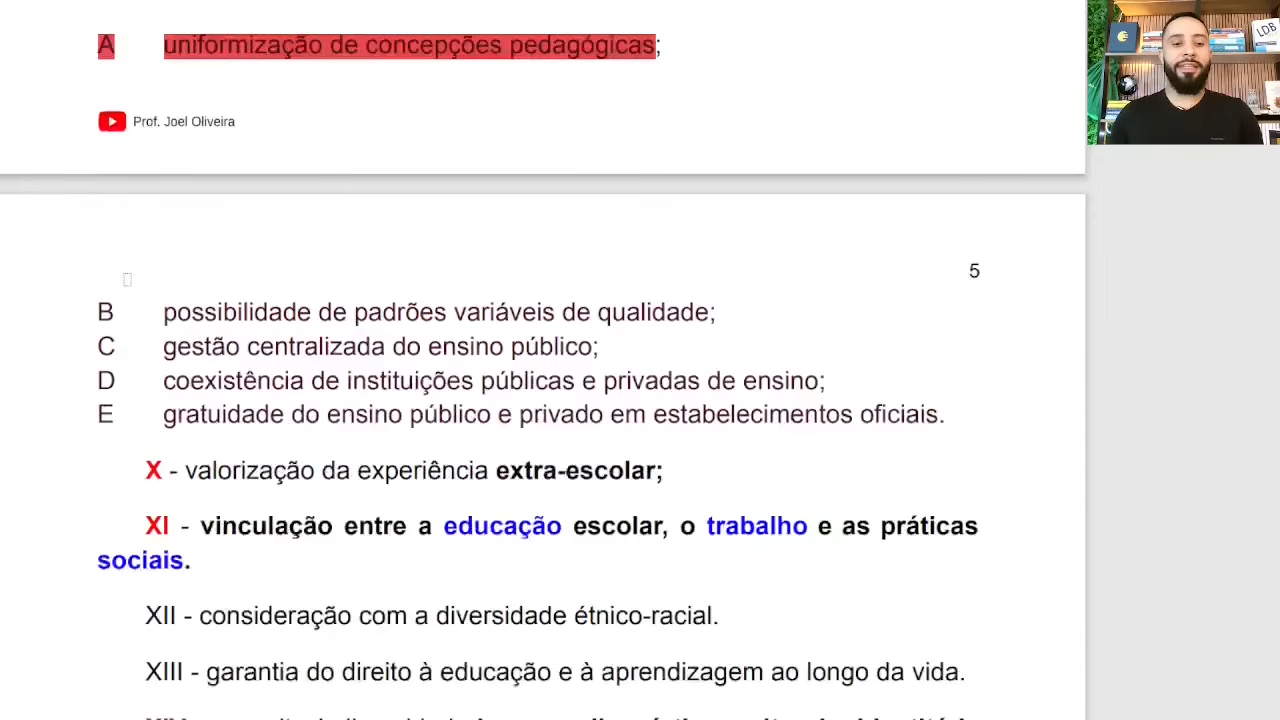 A uniformização de concepções pedagógicas;
Prof. Joel Oliveira
LDB
5
B possibilidade de padrões variáveis de qualidade;
C gestão centralizada do ensino público;
D coexistência de instituições públicas e privadas de ensino;
E gratuidade do ensino público e privado em estabelecimentos oficiais.
X - valorização da experiência extra-escolar;
XI - vinculação entre a educação escolar, o trabalho e as práticas
sociais.
XII - consideração com a diversidade étnico-racial.
XIII - garantia do direito à educação e à aprendizagem ao longo da vida.